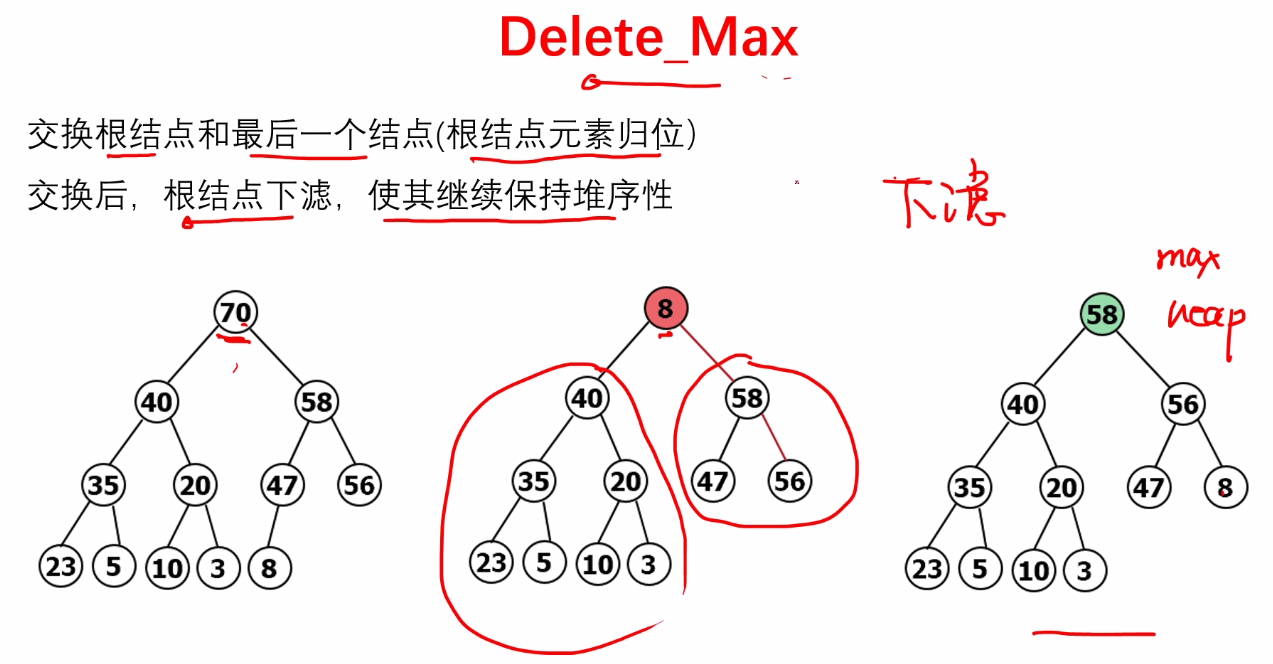 Delete_Max
交换根结点和最后一个结点(根结点元素归位)
交换后，根结点下滤，使其继续保持堆序性
下滤
max
heap
70 8 58
40 58 40 58 40 56
35 20 47 56 35 20 47 56 35 20 47 8
23 5 10 3 8 23 5 10 3 23 5 10 3